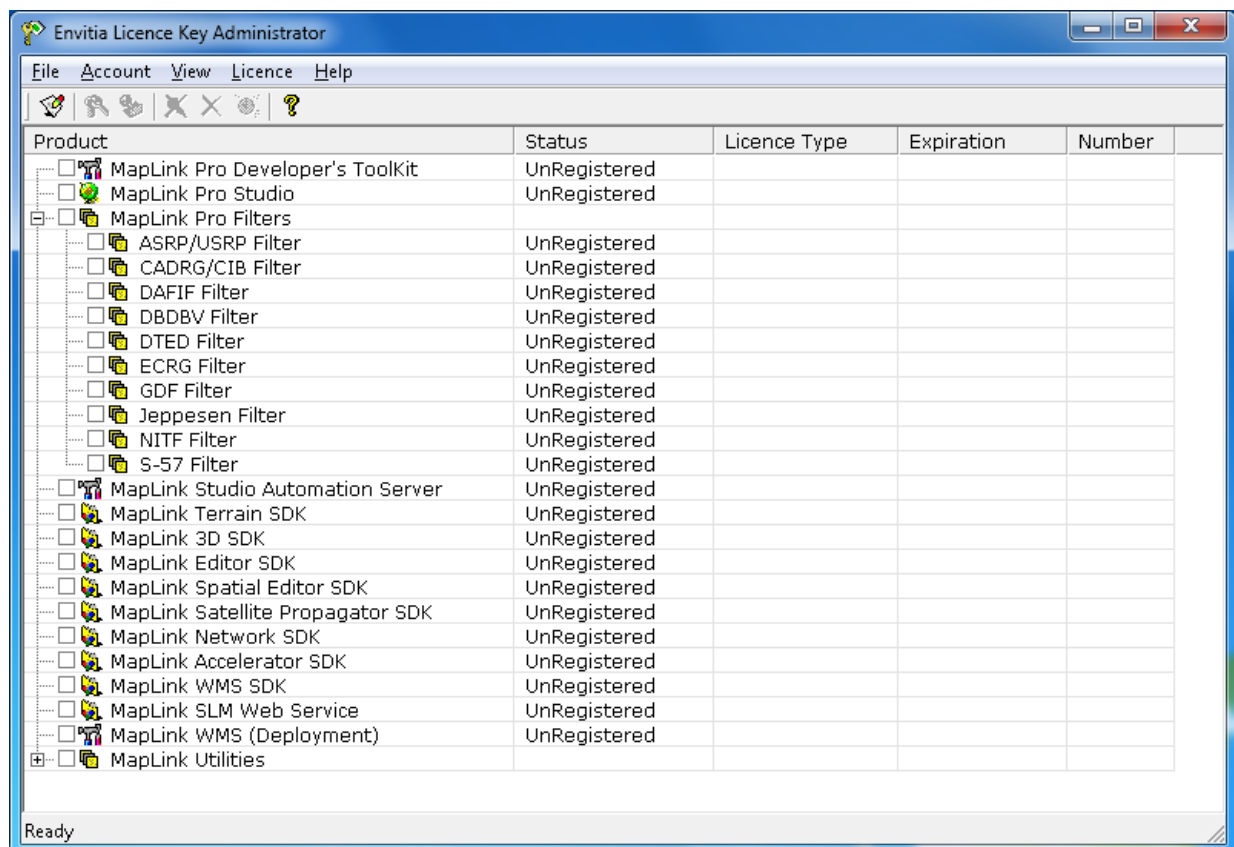 Envitia Licence Key Administrator
File Account View Licence Help
Product Status Licence Type Expiration Number
MapLink Pro Developer's ToolKit UnRegistered
MapLink Pro Studio UnRegistered
MapLink Pro Filters
ASRP/USRP Filter UnRegistered
CADRG/CIB Filter UnRegistered
DAFIF Filter UnRegistered
DBDBV Filter UnRegistered
DTED Filter UnRegistered
ECRG Filter UnRegistered
GDF Filter UnRegistered
Jeppesen Filter UnRegistered
NITF Filter UnRegistered
S-57 Filter UnRegistered
MapLink Studio Automation Server UnRegistered
MapLink Terrain SDK UnRegistered
MapLink 3D SDK UnRegistered
MapLink Editor SDK UnRegistered
MapLink Spatial Editor SDK UnRegistered
MapLink Satellite Propagator SDK UnRegistered
MapLink Network SDK UnRegistered
MapLink Accelerator SDK UnRegistered
MapLink WMS SDK UnRegistered
MapLink SLM Web Service UnRegistered
MapLink WMS (Deployment) UnRegistered
MapLink Utilities
Ready